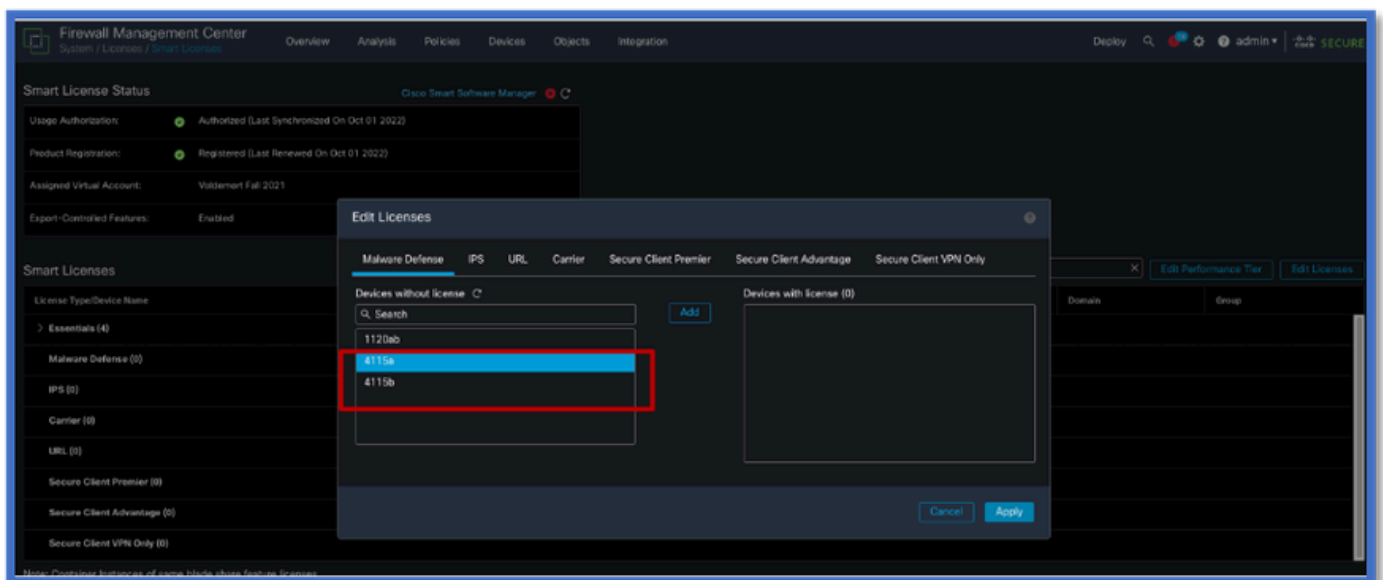 Firewall Management Center
System / Licenses / Smart Licenses
Overview Analysis Policies Devices Objects Integration Deploy admin cisco SECURE
Smart License Status
Cisco Smart Software Manager
Usage Authorization: Authorized (Last Synchronized On Oct 01 2022)
Product Registration: Registered (Last Renewed On Oct 01 2022)
Assigned Virtual Account: Voldemort Fall 2021
Export-Controlled Features: Enabled
Edit Licenses
Malware Defense IPS URL Carrier Secure Client Premier Secure Client Advantage Secure Client VPN Only
Devices without license
Search
1120ab
4115a
4115b
Add
Devices with license (0)
Cancel Apply
Smart Licenses
Edit Performance Tier Edit Licenses
License Type/Device Name Domain Group
Essentials (4)
Malware Defense (0)
IPS (0)
Carrier (0)
URL (0)
Secure Client Premier (0)
Secure Client Advantage (0)
Secure Client VPN Only (0)
Note: Container Instances of same blade share feature licenses